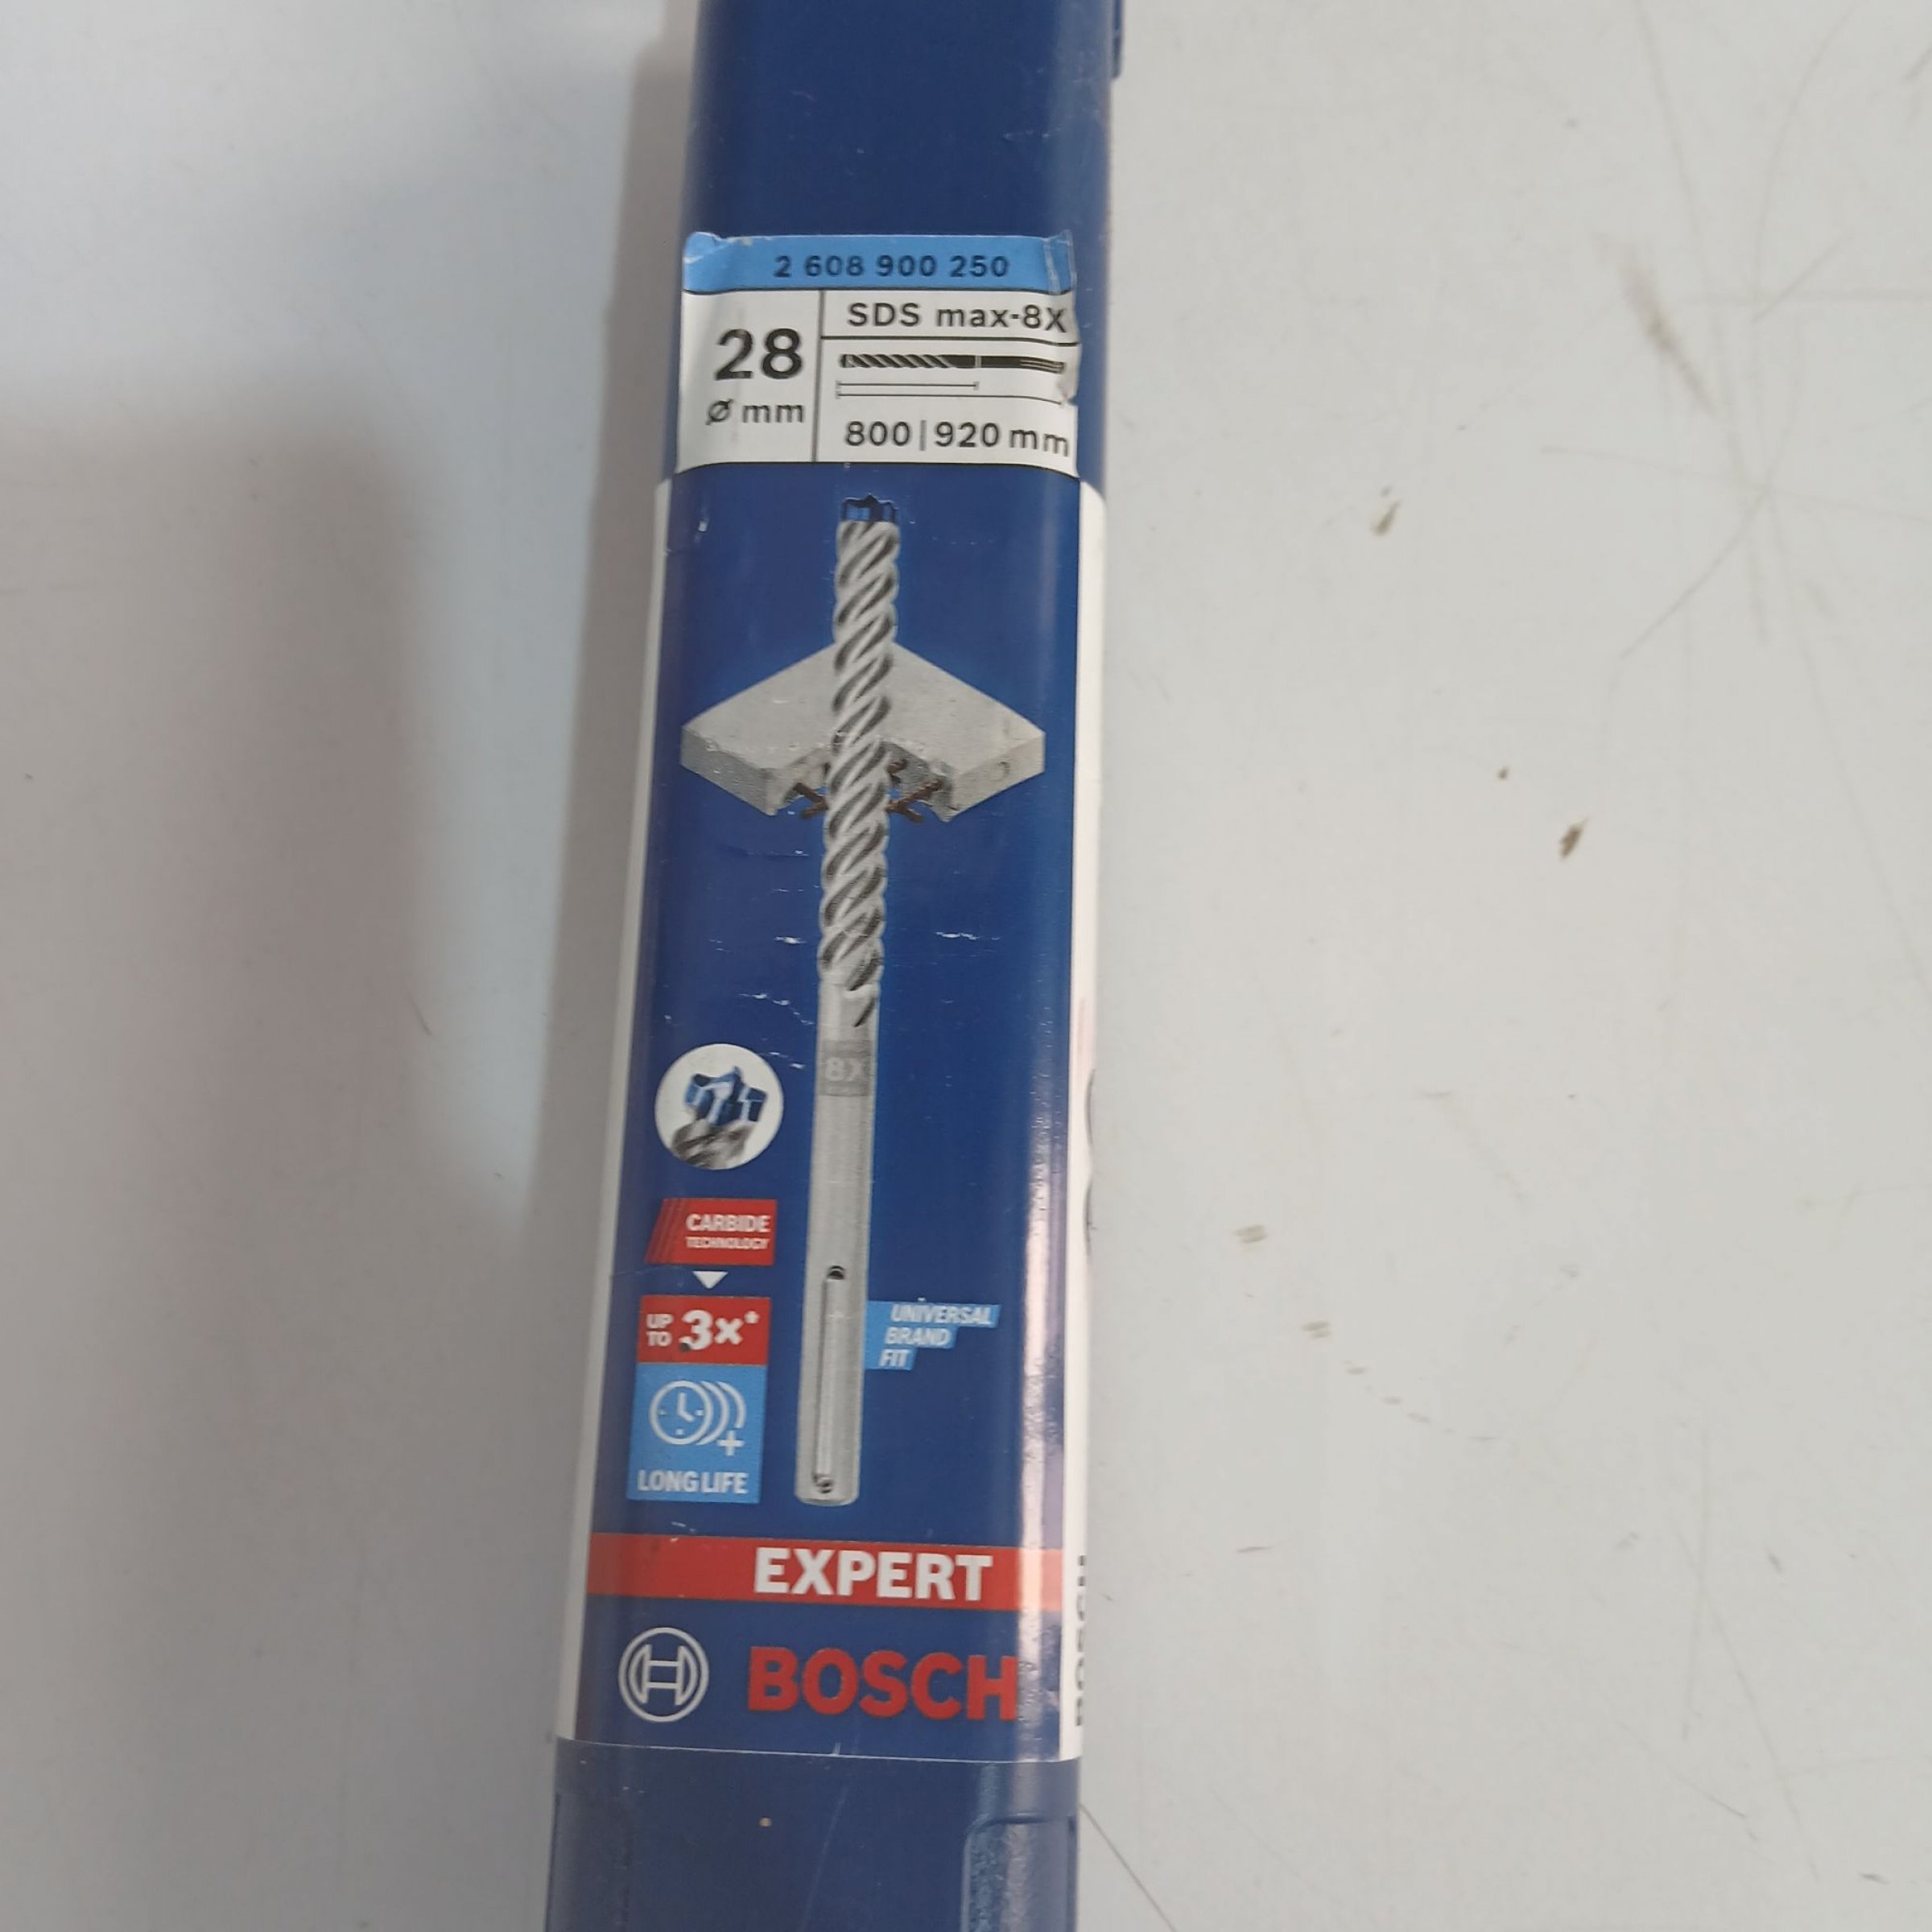 2 608 900 250
28
Ø mm
SDS max-8X
800|920 mm
8X
CARBIDE
TECHNOLOGY
UP TO 3x*
LONG LIFE
UNIVERSAL
BRAND
FIT
EXPERT
BOSCH
BOSCH